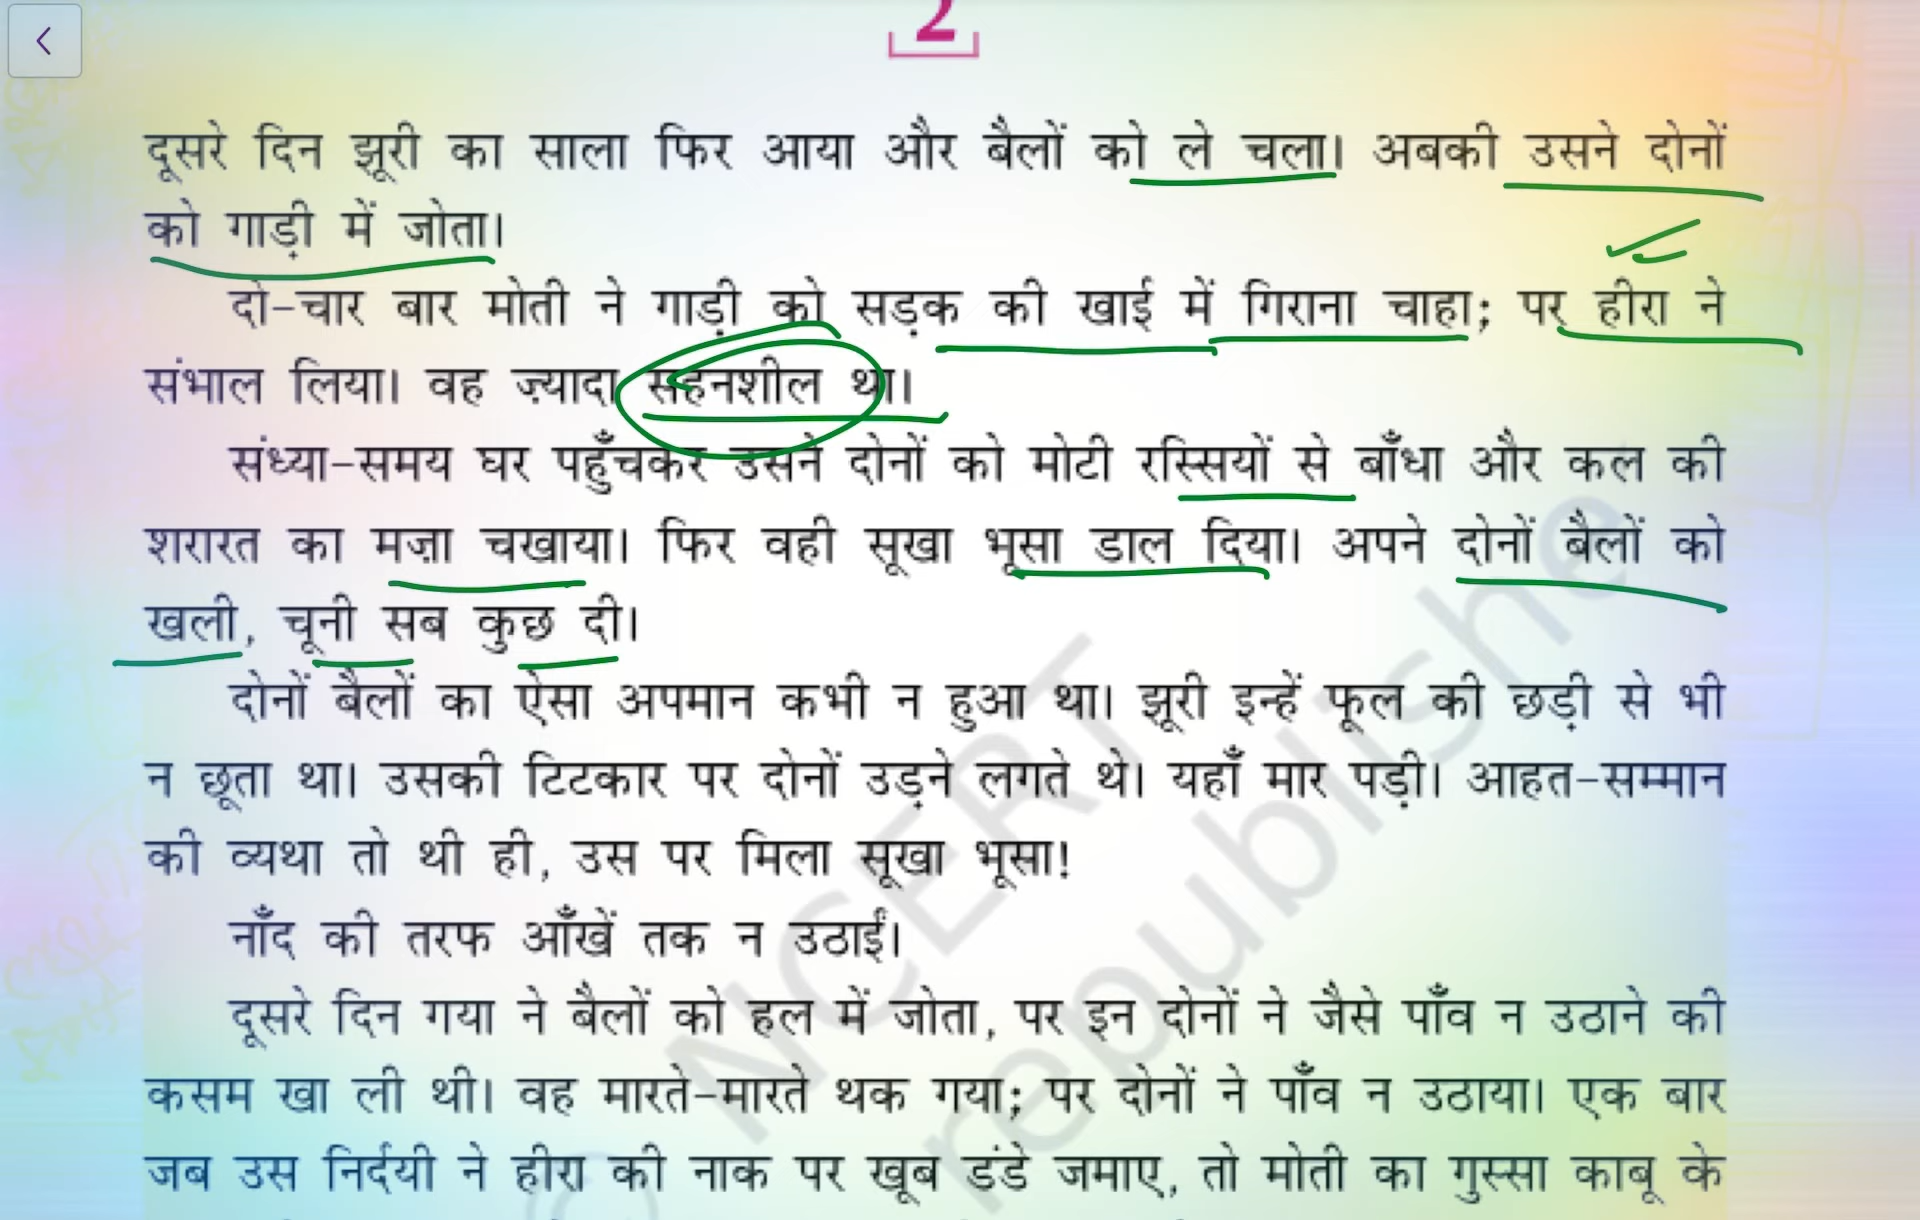 2
दूसरे दिन झूरी का साला फिर आया और बैलों को ले चला। अबकी उसने दोनों
को गाड़ी में जोता।
दो-चार बार मोती ने गाड़ी को सड़क की खाई में गिराना चाहा; पर हीरा ने
संभाल लिया। वह ज़्यादा सहनशील था।
संध्या-समय घर पहुँचकर उसने दोनों को मोटी रस्सियों से बाँधा और कल की
शरारत का मज़ा चखाया। फिर वही सूखा भूसा डाल दिया। अपने दोनों बैलों को
खली, चूनी सब कुछ दी।
दोनों बैलों का ऐसा अपमान कभी न हुआ था। झूरी इन्हें फूल की छड़ी से भी
न छूता था। उसकी टिटकार पर दोनों उड़ने लगते थे। यहाँ मार पड़ी। आहत-सम्मान
की व्यथा तो थी ही, उस पर मिला सूखा भूसा!
नाँद की तरफ आँखें तक न उठाईं।
दूसरे दिन गया ने बैलों को हल में जोता, पर इन दोनों ने जैसे पाँव न उठाने की
कसम खा ली थी। वह मारते-मारते थक गया; पर दोनों ने पाँव न उठाया। एक बार
जब उस निर्दयी ने हीरा की नाक पर खूब डंडे जमाए, तो मोती का गुस्सा काबू के
© NCERT
republishe